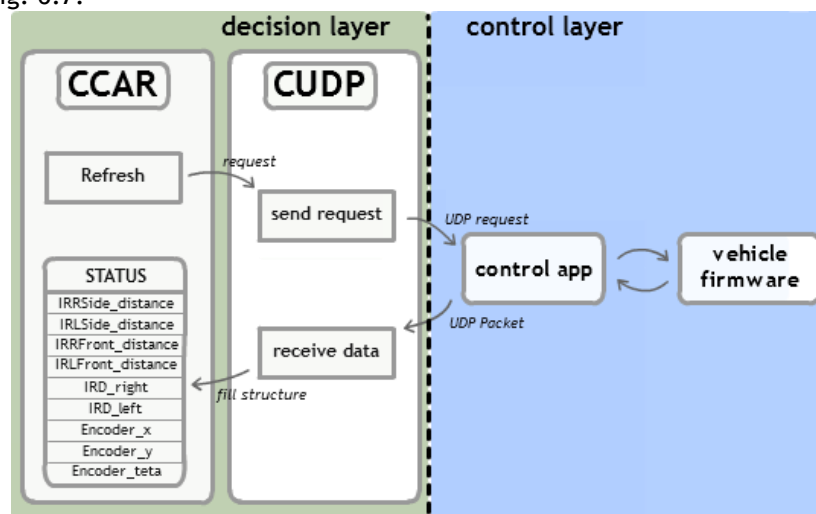 decision layer
control layer
CCAR
CUDP
Refresh
request
send request
UDP request
control app
vehicle
firmware
STATUS
IRRSide_distance
IRLSide_distance
IRRFront_distance
IRLFront_distance
IRD_right
IRD_left
Encoder_x
Encoder_y
Encoder_teta
receive data
UDP Packet
fill structure